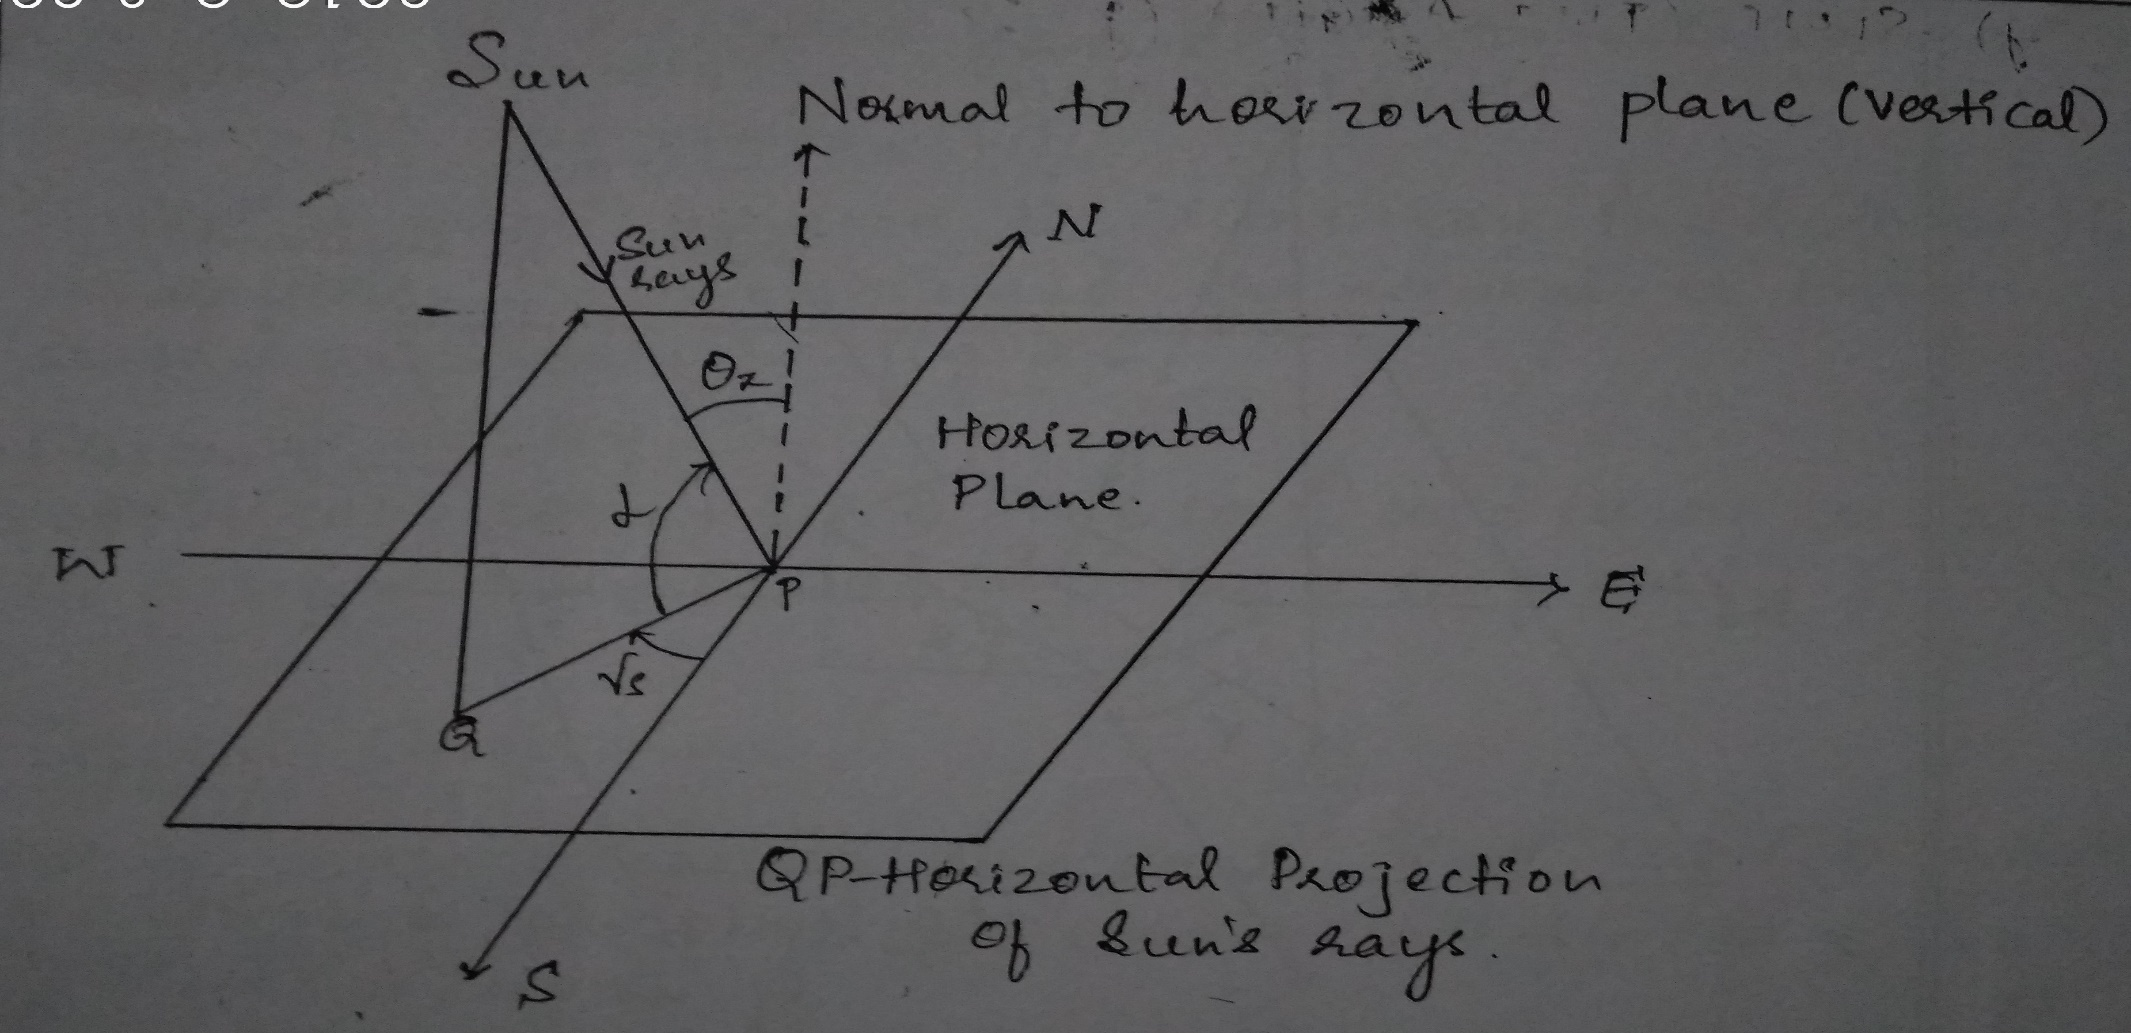 Sun
Normal to horizontal plane (vertical)
N
Sun
rays
θz
Horizontal
Plane.
α
W
P
E
γs
Q
QP-Horizontal Projection
of Sun's rays.
S